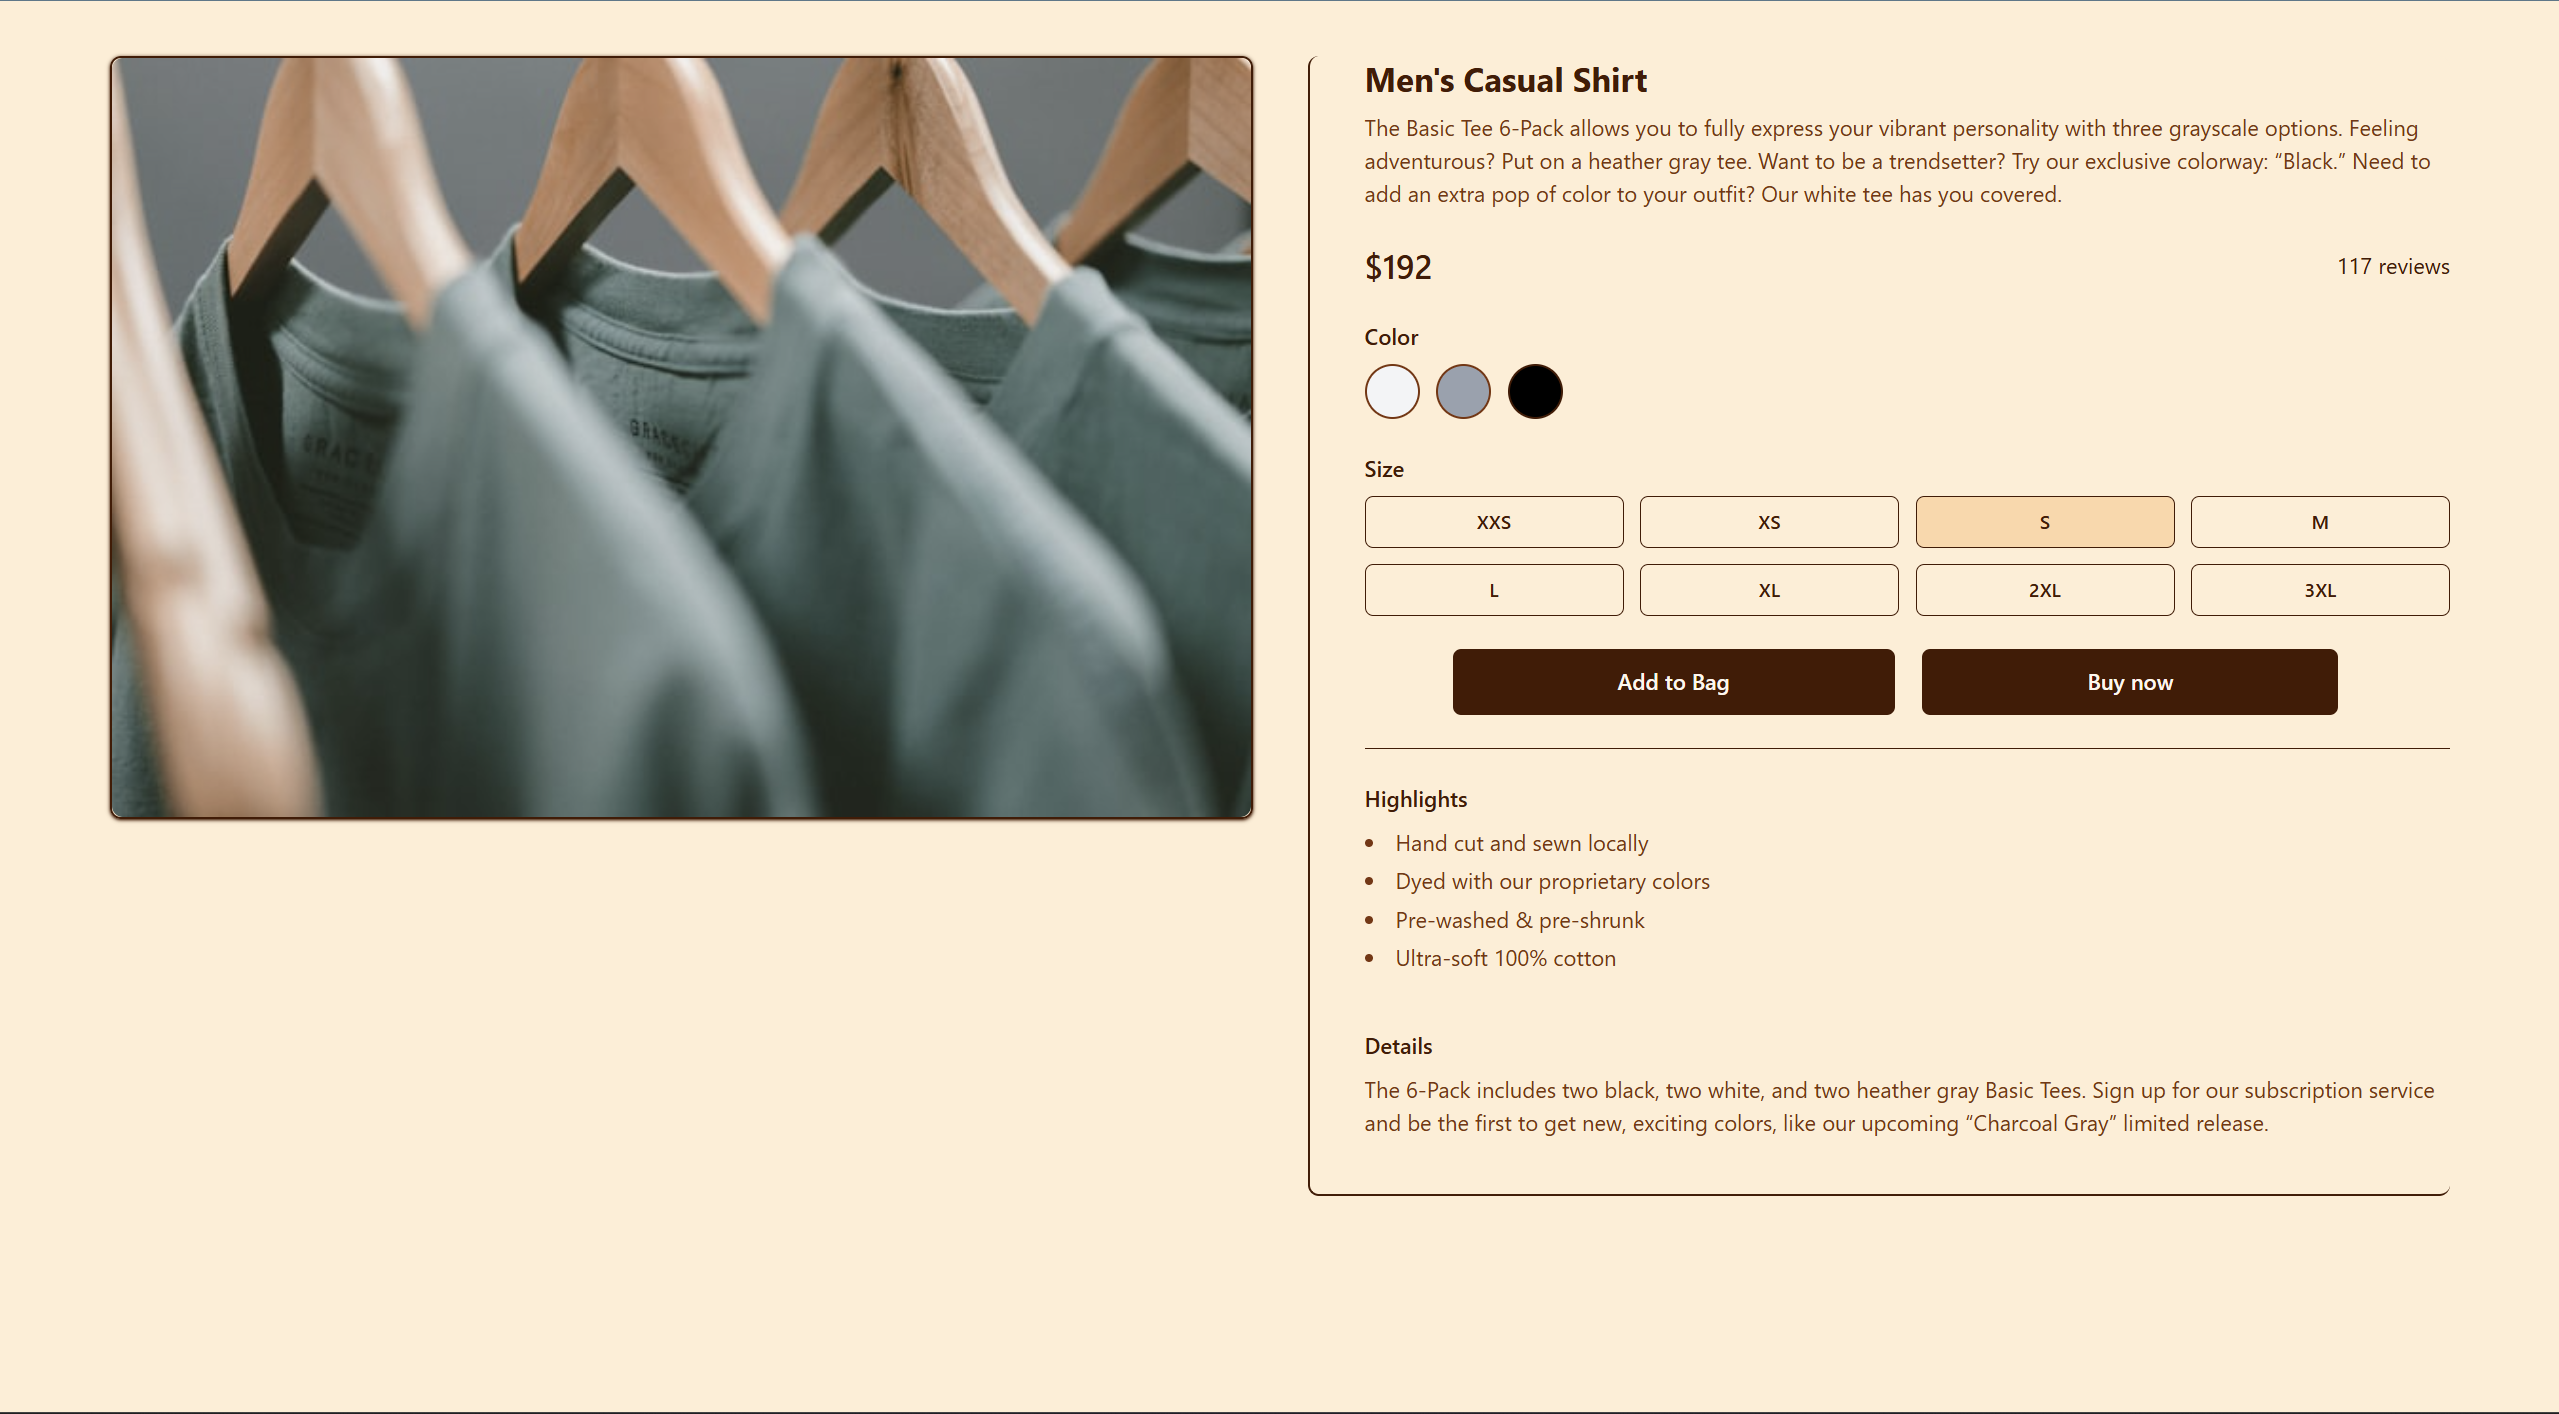 Men's Casual Shirt
The Basic Tee 6-Pack allows you to fully express your vibrant personality with three grayscale options. Feeling
adventurous? Put on a heather gray tee. Want to be a trendsetter? Try our exclusive colorway: “Black.” Need to
add an extra pop of color to your outfit? Our white tee has you covered.
$192
117 reviews
Color
Size
XXS
XS
S
M
L
XL
2XL
3XL
Add to Bag
Buy now
Highlights
Hand cut and sewn locally
Dyed with our proprietary colors
Pre-washed & pre-shrunk
Ultra-soft 100% cotton
Details
The 6-Pack includes two black, two white, and two heather gray Basic Tees. Sign up for our subscription service
and be the first to get new, exciting colors, like our upcoming “Charcoal Gray” limited release.